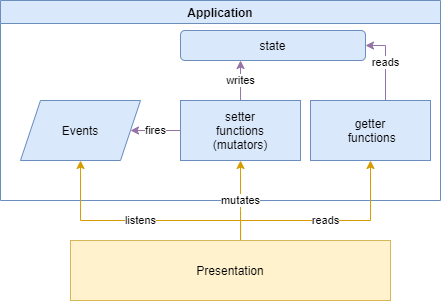 Application
state
writes
reads
Events
fires
setter
functions
(mutators)
getter
functions
mutates
listens
reads
Presentation